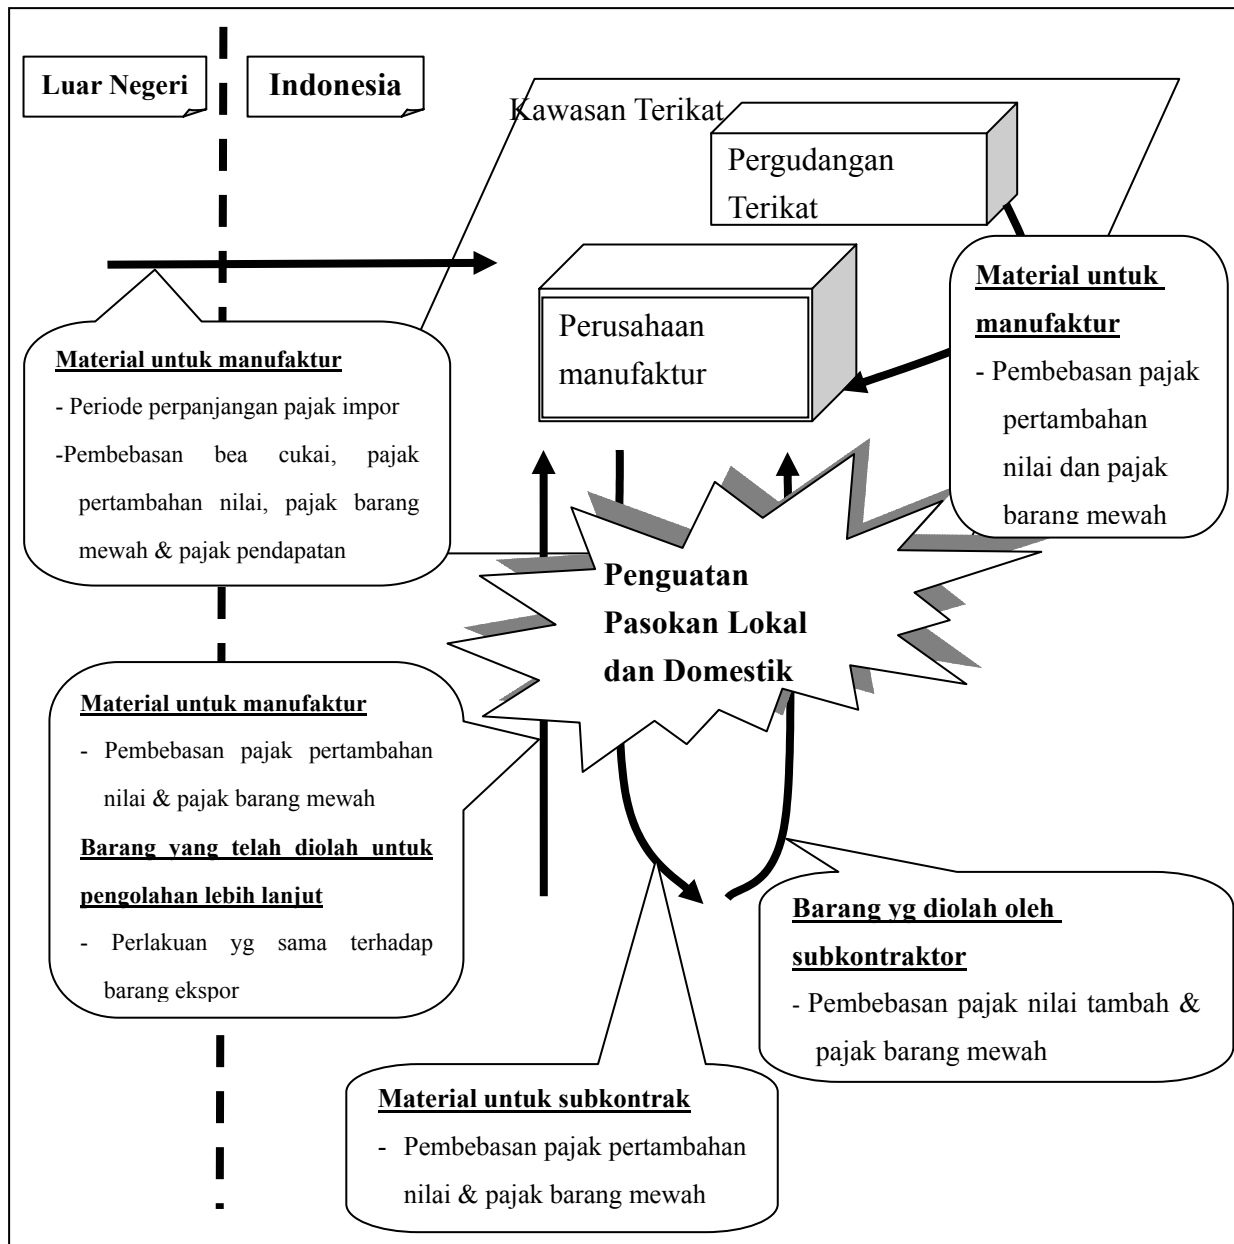 Luar Negeri
Indonesia
Kawasan Terikat
Pergudangan
Terikat
Perusahaan
manufaktur
Material untuk
manufaktur
- Pembebasan pajak
pertambahan
nilai dan pajak
barang mewah
Material untuk manufaktur
- Periode perpanjangan pajak impor
-Pembebasan bea cukai, pajak
pertambahan nilai, pajak barang
mewah & pajak pendapatan
Penguatan
Pasokan Lokal
dan Domestik
Material untuk manufaktur
- Pembebasan pajak pertambahan
nilai & pajak barang mewah
Barang yang telah diolah untuk
pengolahan lebih lanjut
- Perlakuan yg sama terhadap
barang ekspor
Barang yg diolah oleh
subkontraktor
- Pembebasan pajak nilai tambah &
pajak barang mewah
Material untuk subkontrak
- Pembebasan pajak pertambahan
nilai & pajak barang mewah